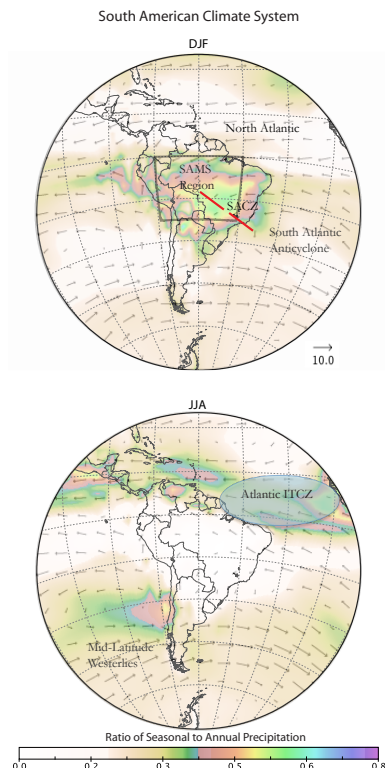 South American Climate System
DJF
North Atlantic
SAMS
Region
SACZ
South Atlantic
Anticyclone
10.0
JJA
Atlantic ITCZ
Mid-Latitude
Westerlies
Ratio of Seasonal to Annual Precipitation
0.0 0.2 0.3 0.5 0.6 0.8